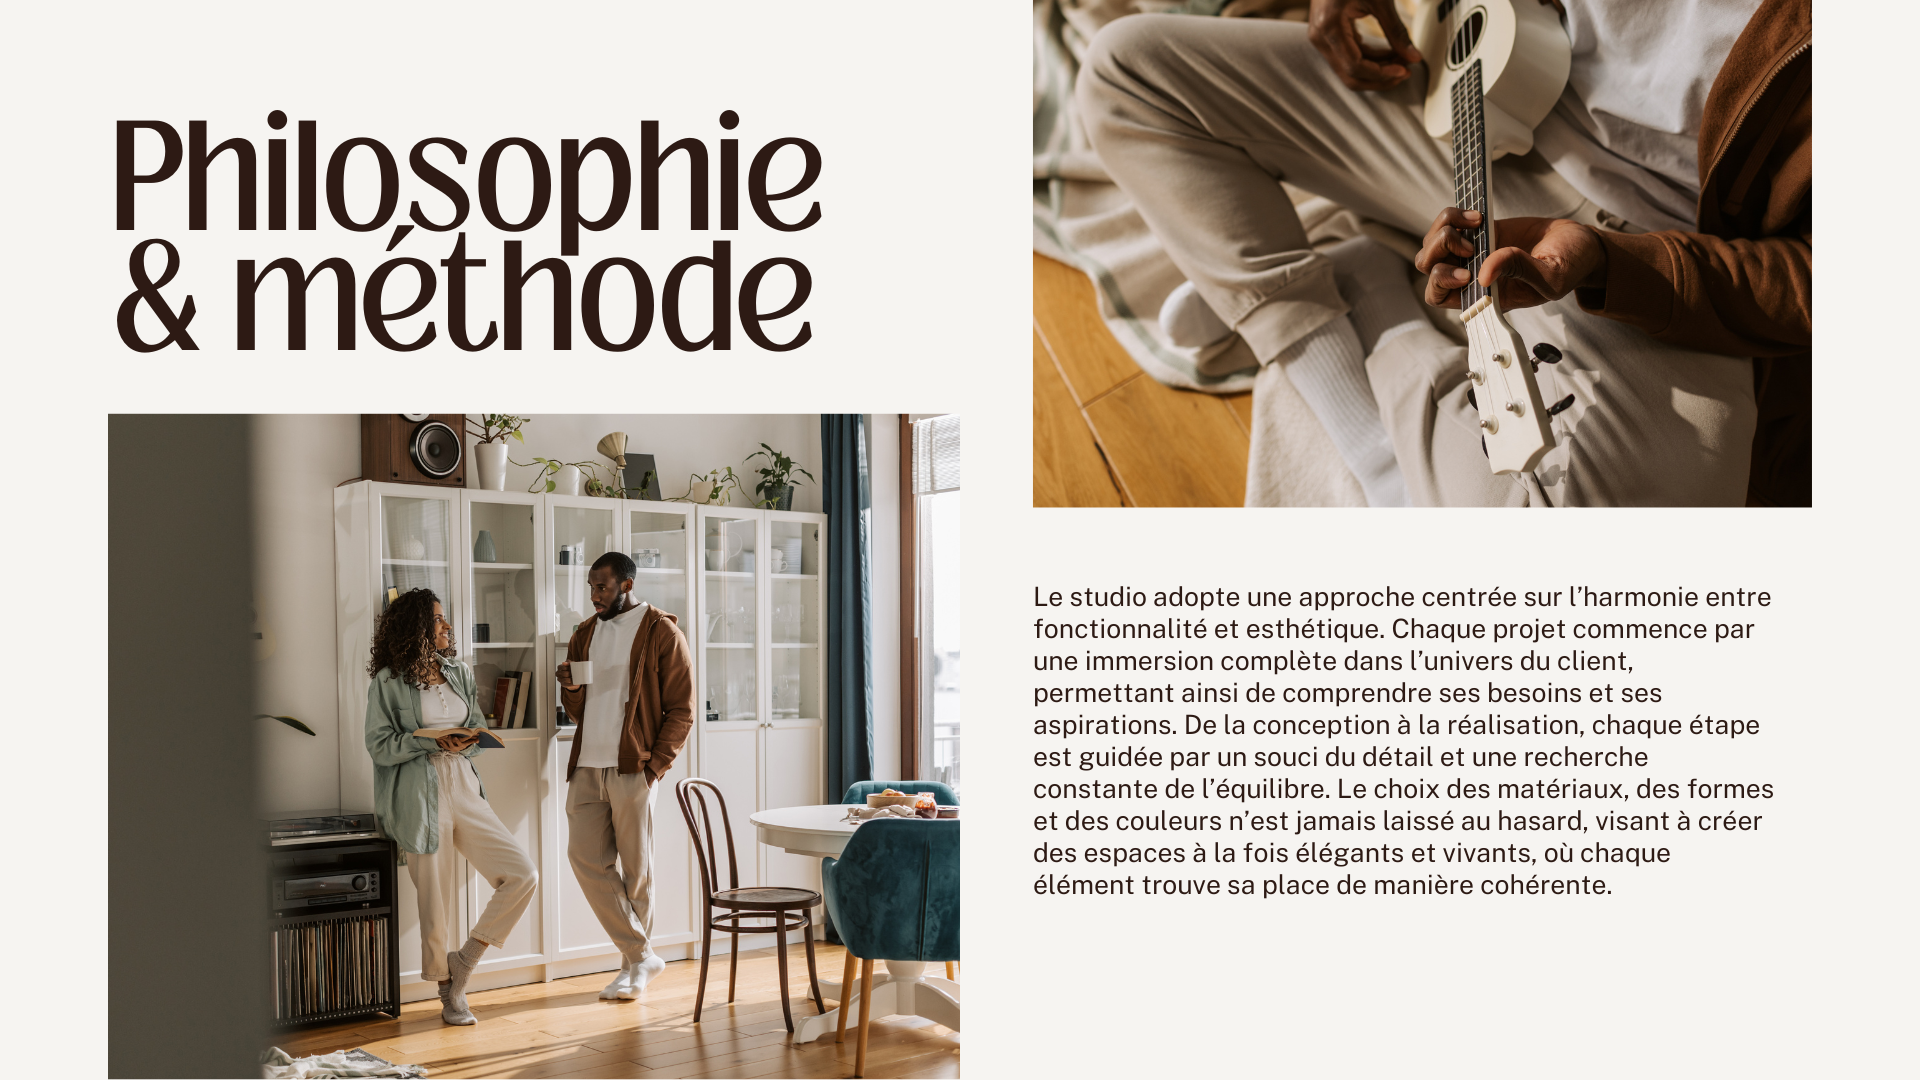 Philosophie
& méthode
Le studio adopte une approche centrée sur l’harmonie entre
fonctionnalité et esthétique. Chaque projet commence par
une immersion complète dans l’univers du client,
permettant ainsi de comprendre ses besoins et ses
aspirations. De la conception à la réalisation, chaque étape
est guidée par un souci du détail et une recherche
constante de l’équilibre. Le choix des matériaux, des formes
et des couleurs n’est jamais laissé au hasard, visant à créer
des espaces à la fois élégants et vivants, où chaque
élément trouve sa place de manière cohérente.